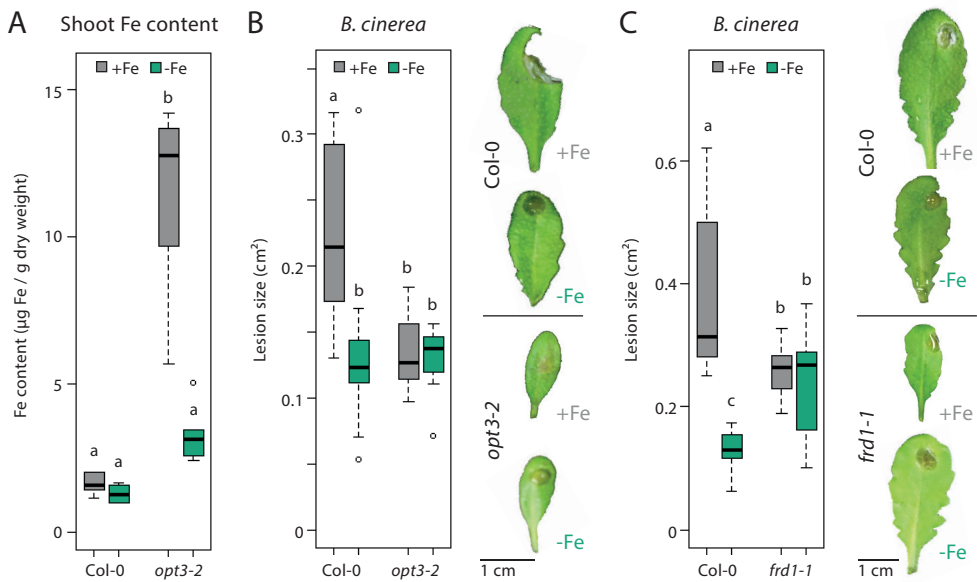 A
Shoot Fe content
+Fe
-Fe
Fe content (µg Fe / g dry weight)
15
10
5
0
a
a
b
a
Col-0
opt3-2
B
B. cinerea
+Fe
-Fe
Lesion size (cm²)
0.3
0.2
0.1
0.0
a
b
b
b
Col-0
opt3-2
Col-0
+Fe
-Fe
opt3-2
+Fe
-Fe
1 cm
C
B. cinerea
+Fe
-Fe
Lesion size (cm²)
0.6
0.4
0.2
0.0
a
c
b
b
Col-0
frd1-1
Col-0
+Fe
-Fe
frd1-1
+Fe
-Fe
1 cm